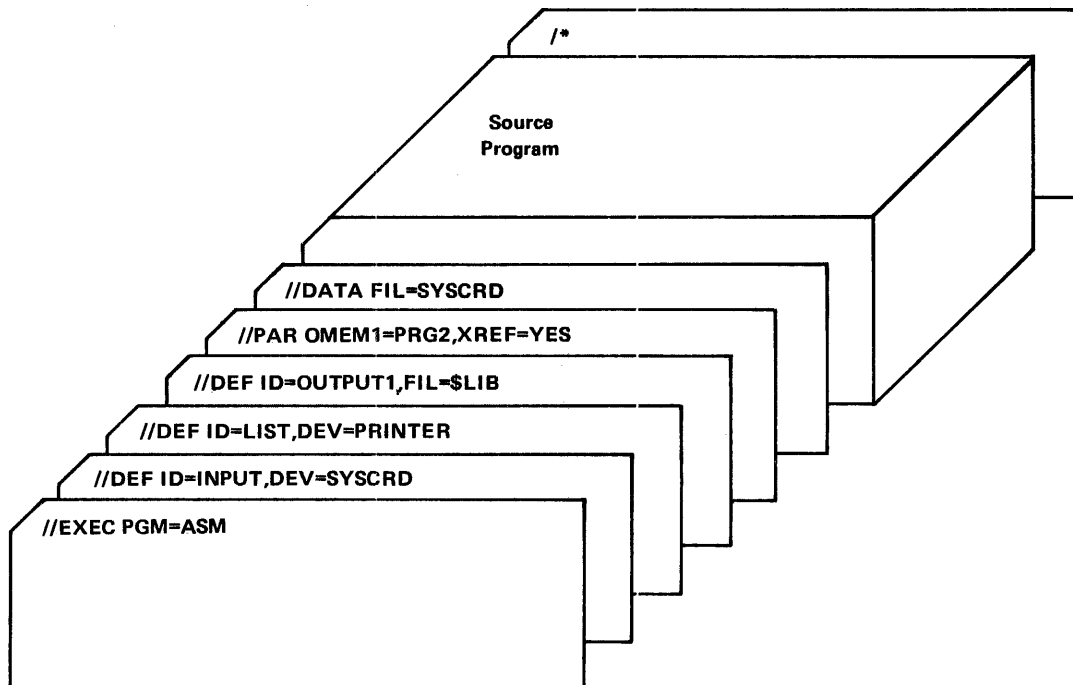 /*
Source
Program
//DATA FIL=SYSCRD
//PAR OMEM1=PRG2,XREF=YES
//DEF ID=OUTPUT1,FIL=$LIB
//DEF ID=LIST,DEV=PRINTER
//DEF ID=INPUT,DEV=SYSCRD
//EXEC PGM=ASM